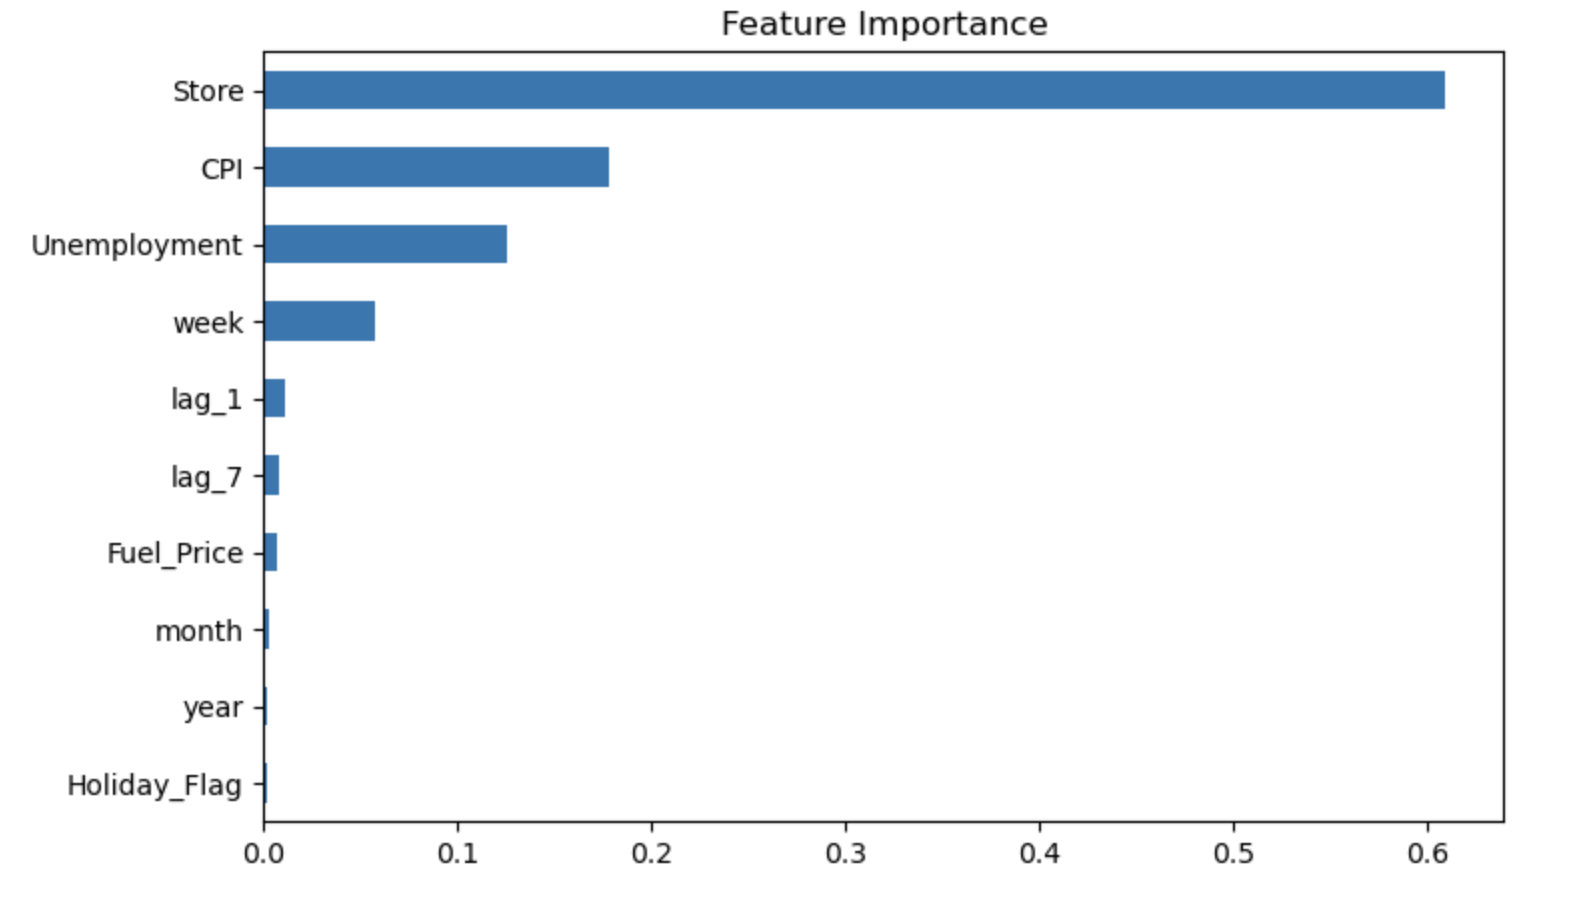 Feature Importance
Store
CPI
Unemployment
week
lag_1
lag_7
Fuel_Price
month
year
Holiday_Flag
0.0 0.1 0.2 0.3 0.4 0.5 0.6